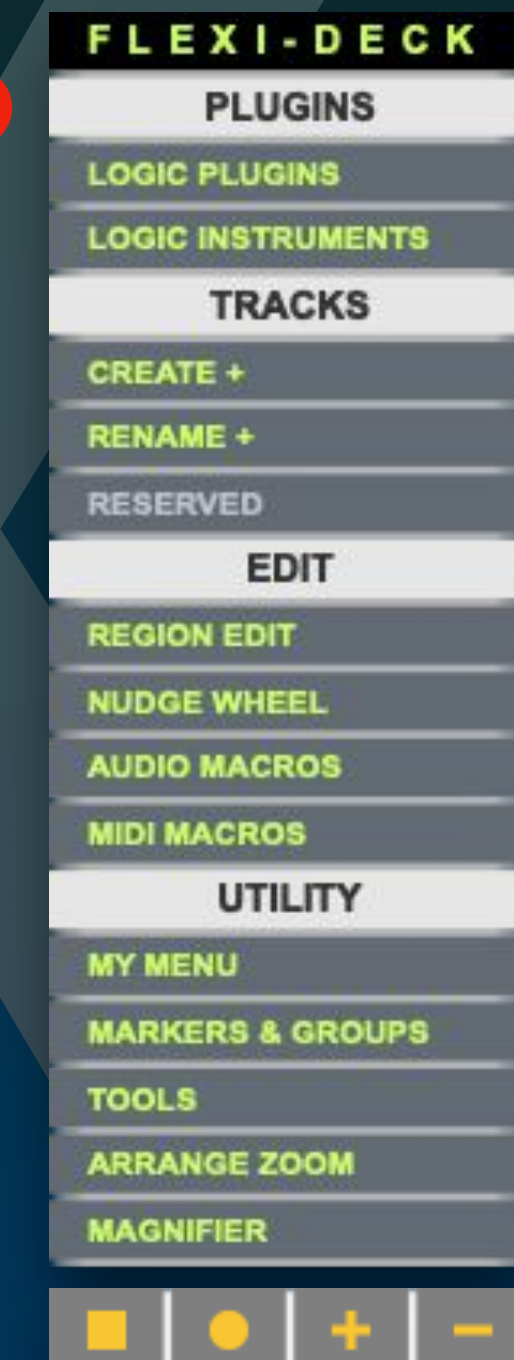 FLEXI-DECK
PLUGINS
LOGIC PLUGINS
LOGIC INSTRUMENTS
TRACKS
CREATE +
RENAME +
RESERVED
EDIT
REGION EDIT
NUDGE WHEEL
AUDIO MACROS
MIDI MACROS
UTILITY
MY MENU
MARKERS & GROUPS
TOOLS
ARRANGE ZOOM
MAGNIFIER